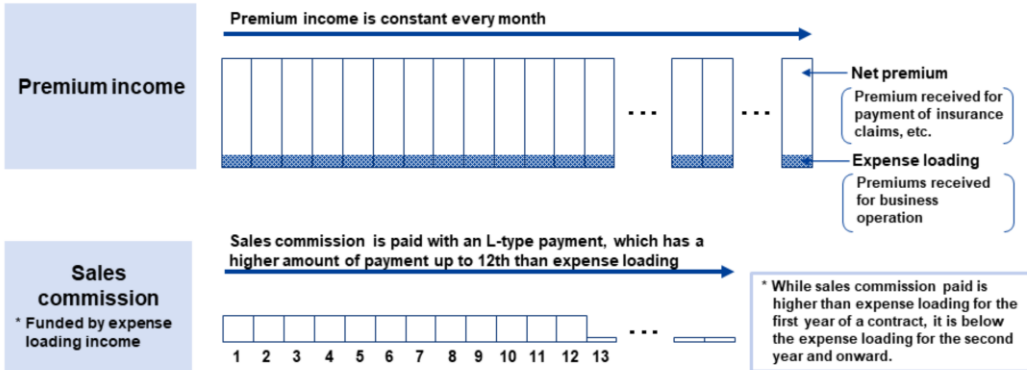 Premium income is constant every month
Premium income
Net premium
Premium received for
payment of insurance
claims, etc.
...
...
Expense loading
Premiums received
for business
operation
Sales commission is paid with an L-type payment, which has a
higher amount of payment up to 12th than expense loading
Sales
commission
* Funded by expense
loading income
* While sales commission paid is
higher than expense loading for the
first year of a contract, it is below
the expense loading for the second
year and onward.
...
1 2 3 4 5 6 7 8 9 10 11 12 13